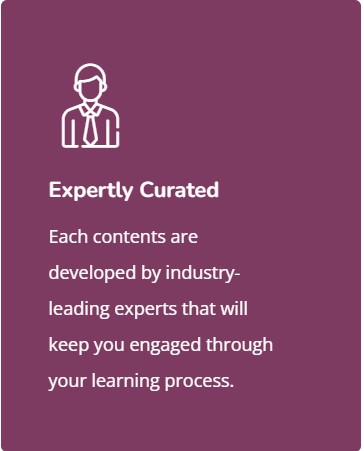 Expertly Curated
Each contents are
developed by industry-
leading experts that will
keep you engaged through
your learning process.